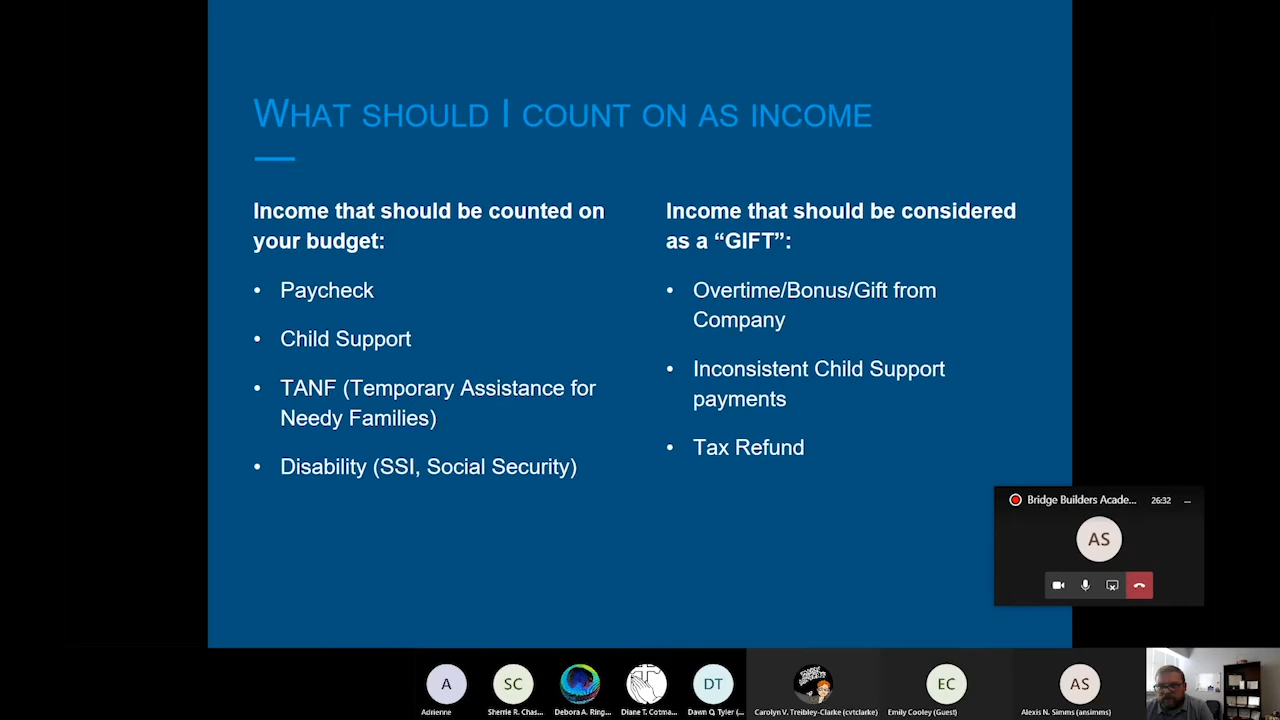 WHAT SHOULD I COUNT ON AS INCOME
Income that should be counted on
your budget:
• Paycheck
• Child Support
• TANF (Temporary Assistance for
Needy Families)
• Disability (SSI, Social Security)
Income that should be considered
as a “GIFT”:
• Overtime/Bonus/Gift from
Company
• Inconsistent Child Support
payments
• Tax Refund
Bridge Builders Acade...
26:32
...
AS
A
Adrienne
SC
Sherrie R. Chas...
Debora A. Ring...
Diane T. Cotma...
DT
Dawn O. Tyler (...
Carolyn V. Treibley-Clarke (cvtclarke)
EC
Emily Cooley (Guest)
AS
Alexis N. Simms (ansimms)